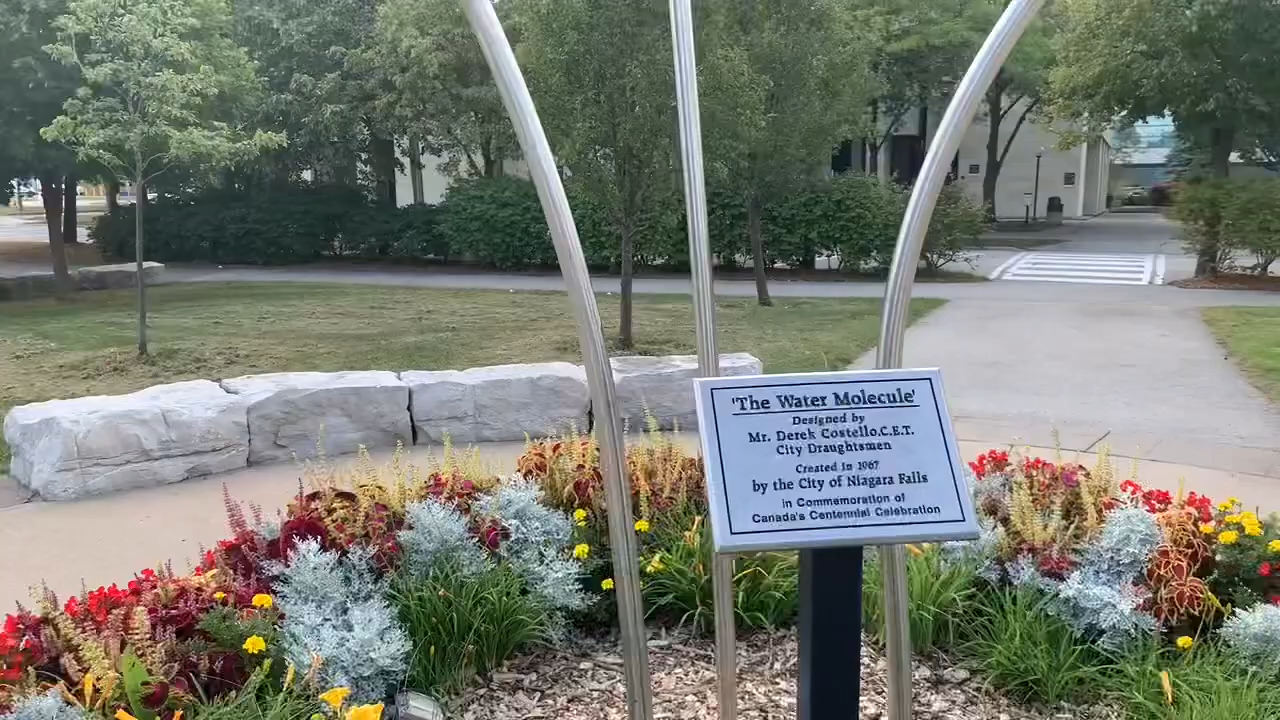 'The Water Molecule'
Designed by
Mr. Derek Costello,C.E.T.
City Draughtsmen
Created in 1967
by the City of Niagara Falls
in Commemoration of
Canada's Centennial Celebration